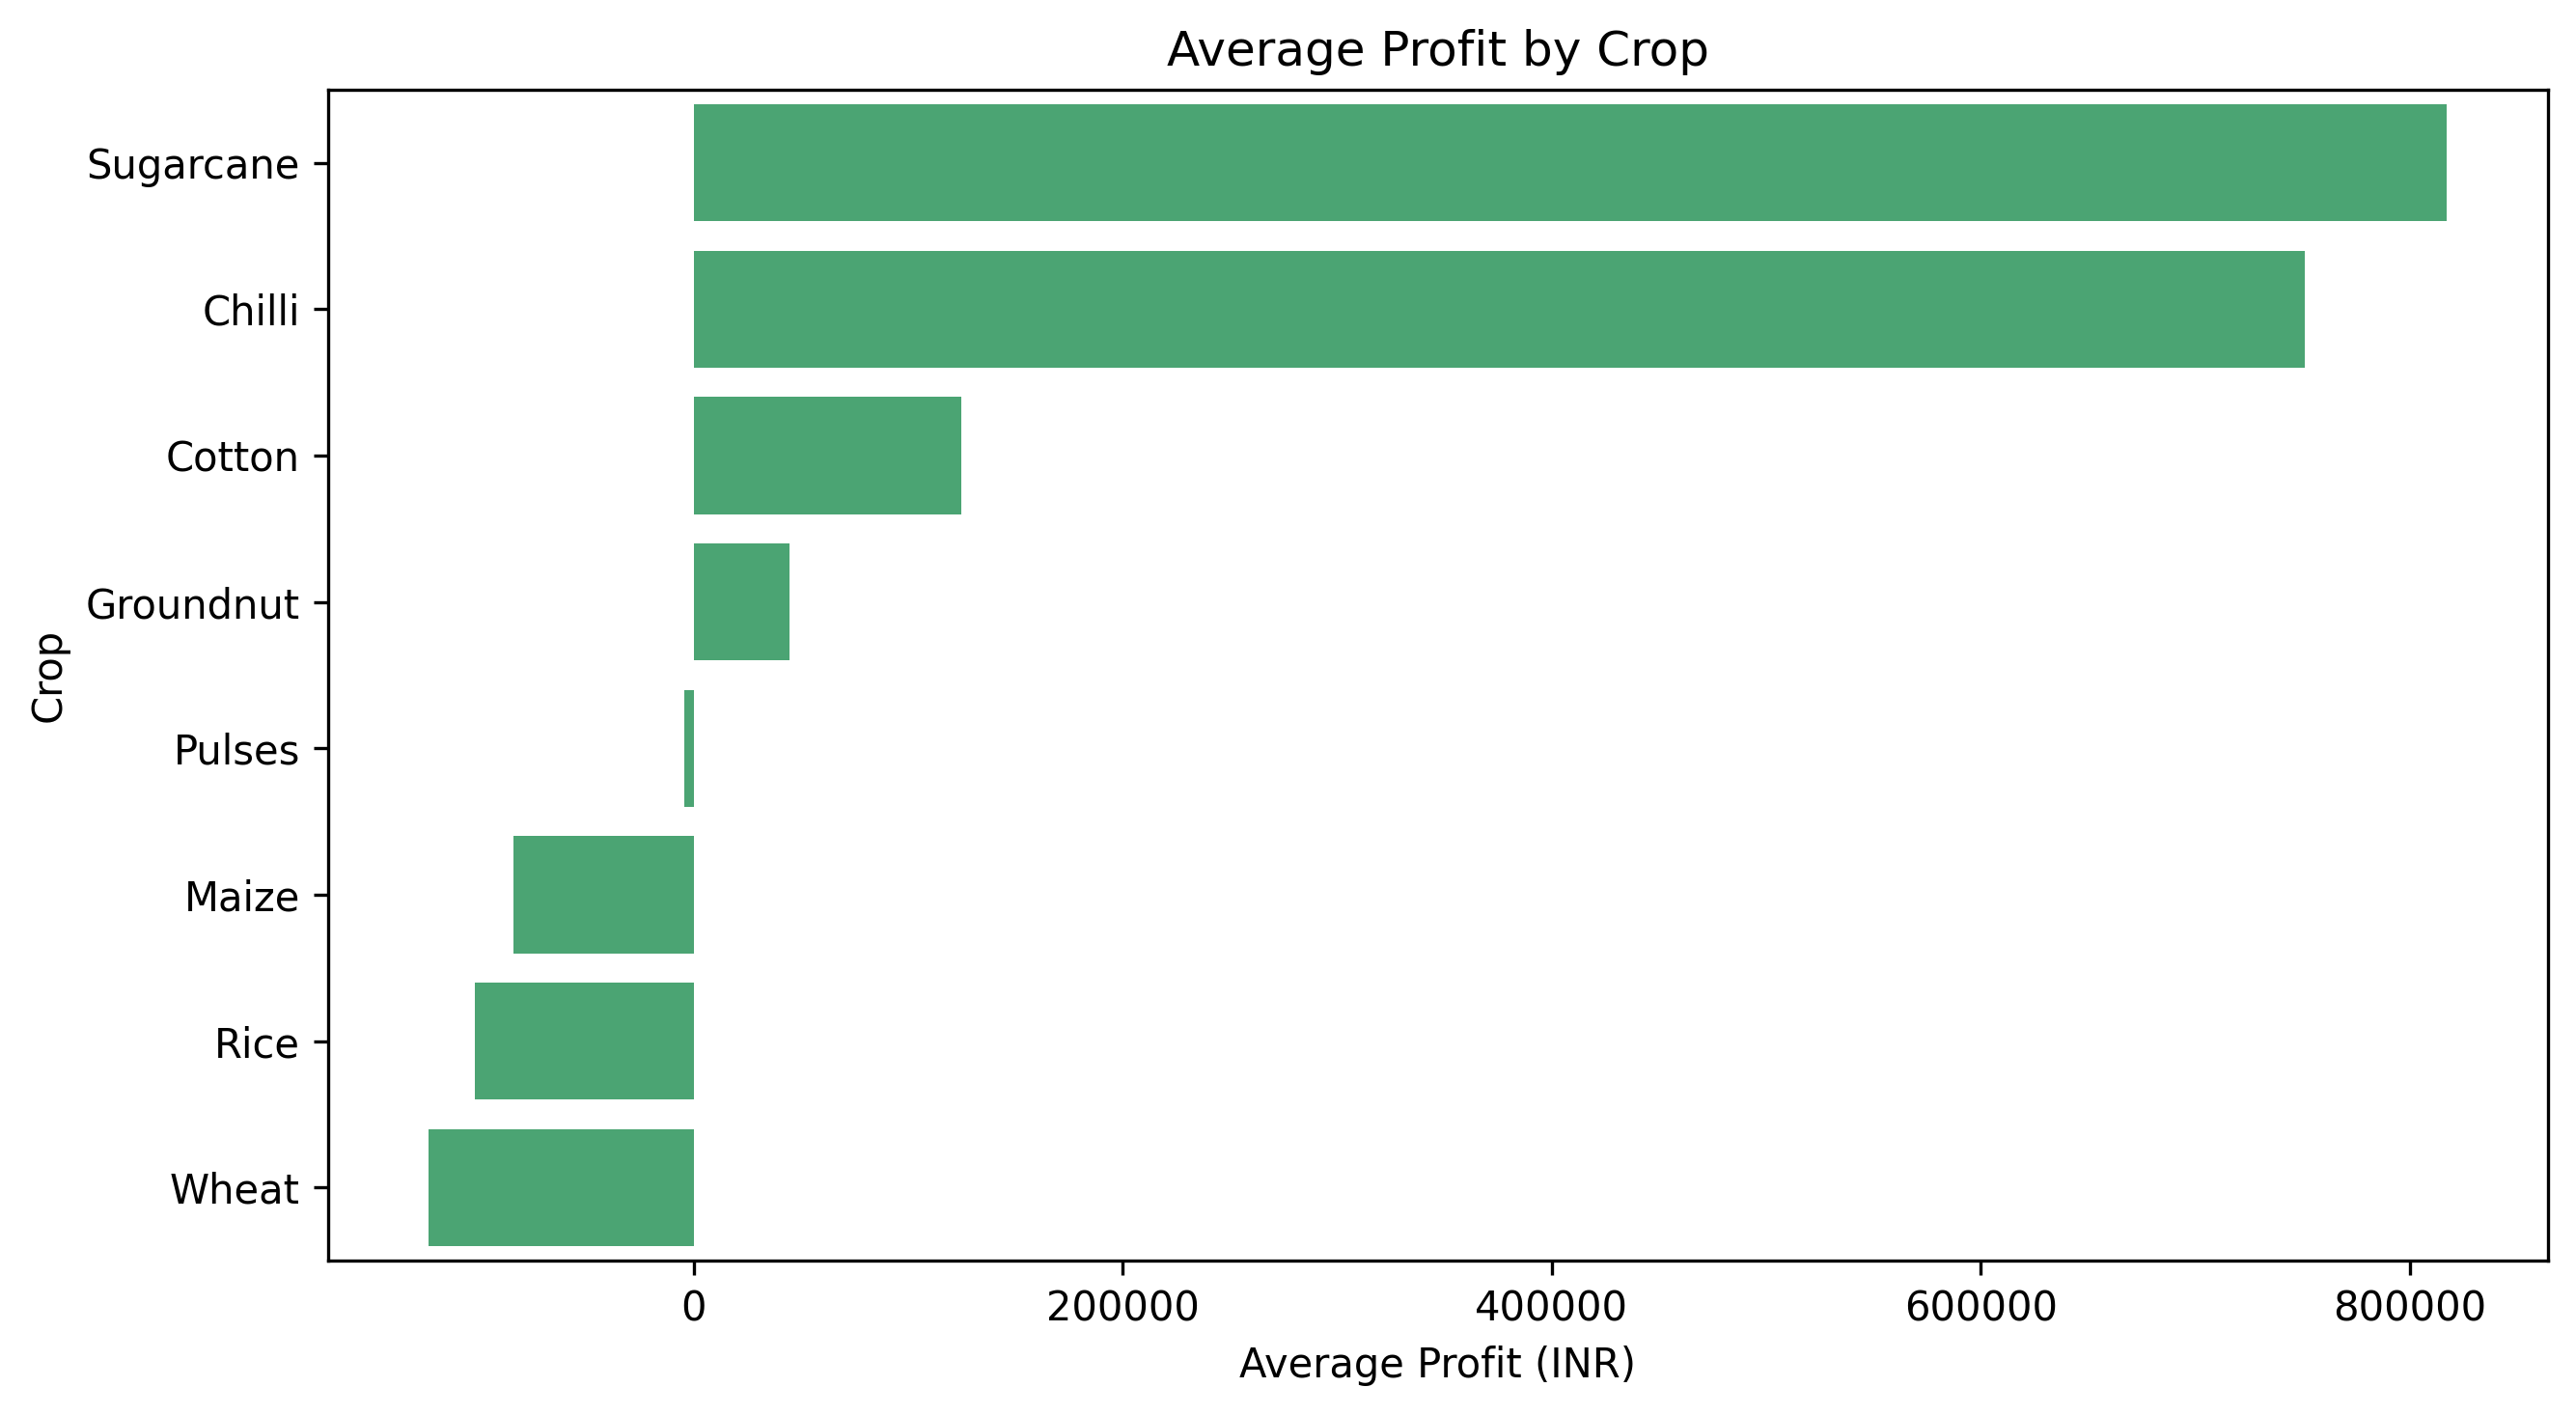 Average Profit by Crop
Sugarcane
Chilli
Cotton
Groundnut
Pulses
Maize
Rice
Wheat
Crop
0 200000 400000 600000 800000
Average Profit (INR)